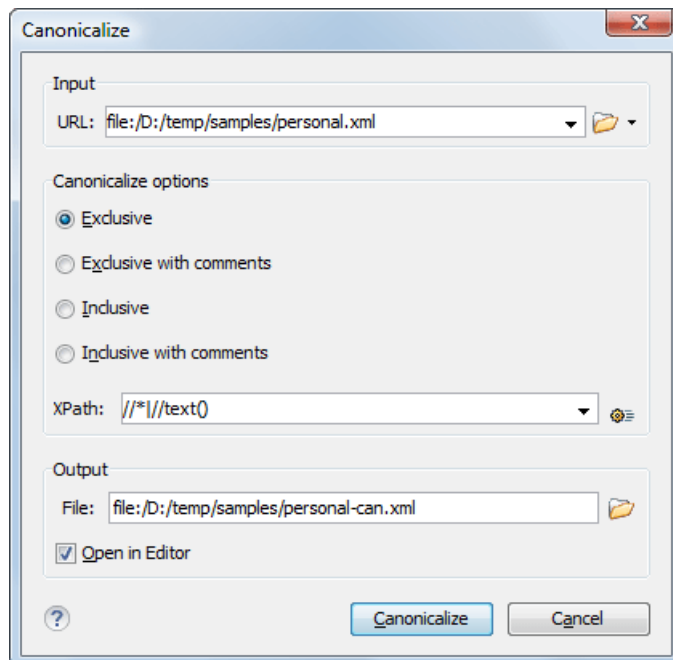 Canonicalize
Input
URL: file:/D:/temp/samples/personal.xml
Canonicalize options
Exclusive
Exclusive with comments
Inclusive
Inclusive with comments
XPath: //*|//text()
Output
File: file:/D:/temp/samples/personal-can.xml
Open in Editor
? Canonicalize Cancel